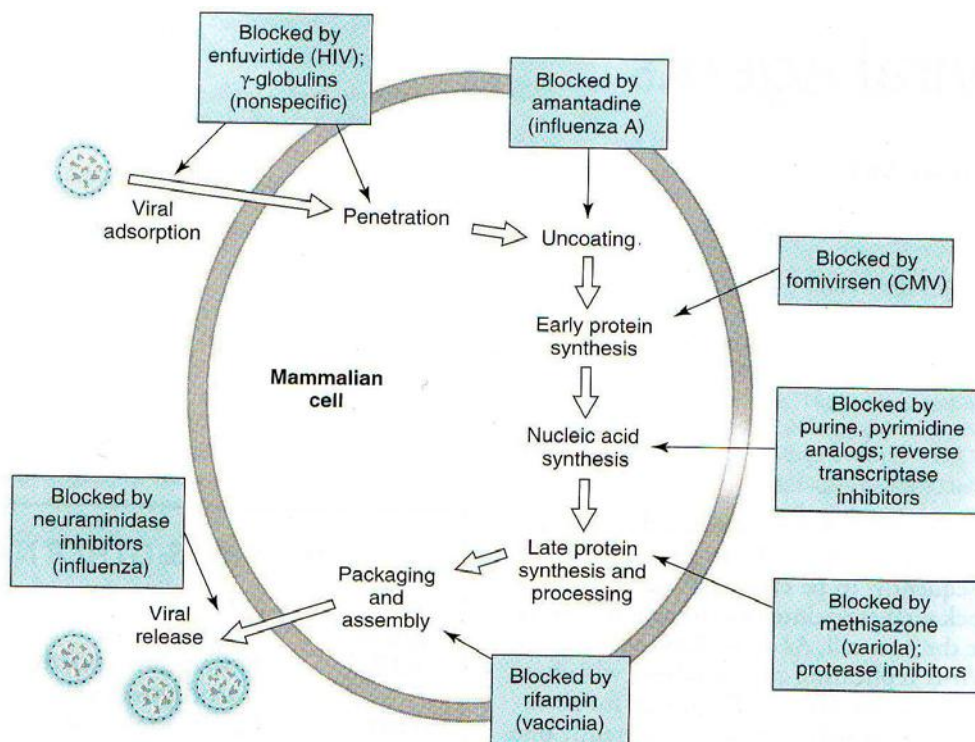 Blocked by
enfuvirtide (HIV);
γ-globulins
(nonspecific)
Blocked by
amantadine
(influenza A)
Viral
adsorption
Penetration
Uncoating
Blocked by
fomivirsen (CMV)
Early protein
synthesis
Mammalian
cell
Blocked by
purine, pyrimidine
analogs; reverse
transcriptase
inhibitors
Nucleic acid
synthesis
Blocked by
neuraminidase
inhibitors
(influenza)
Late protein
synthesis and
processing
Packaging
and
assembly
Viral
release
Blocked by
methisazone
(variola);
protease inhibitors
Blocked by
rifampin
(vaccinia)